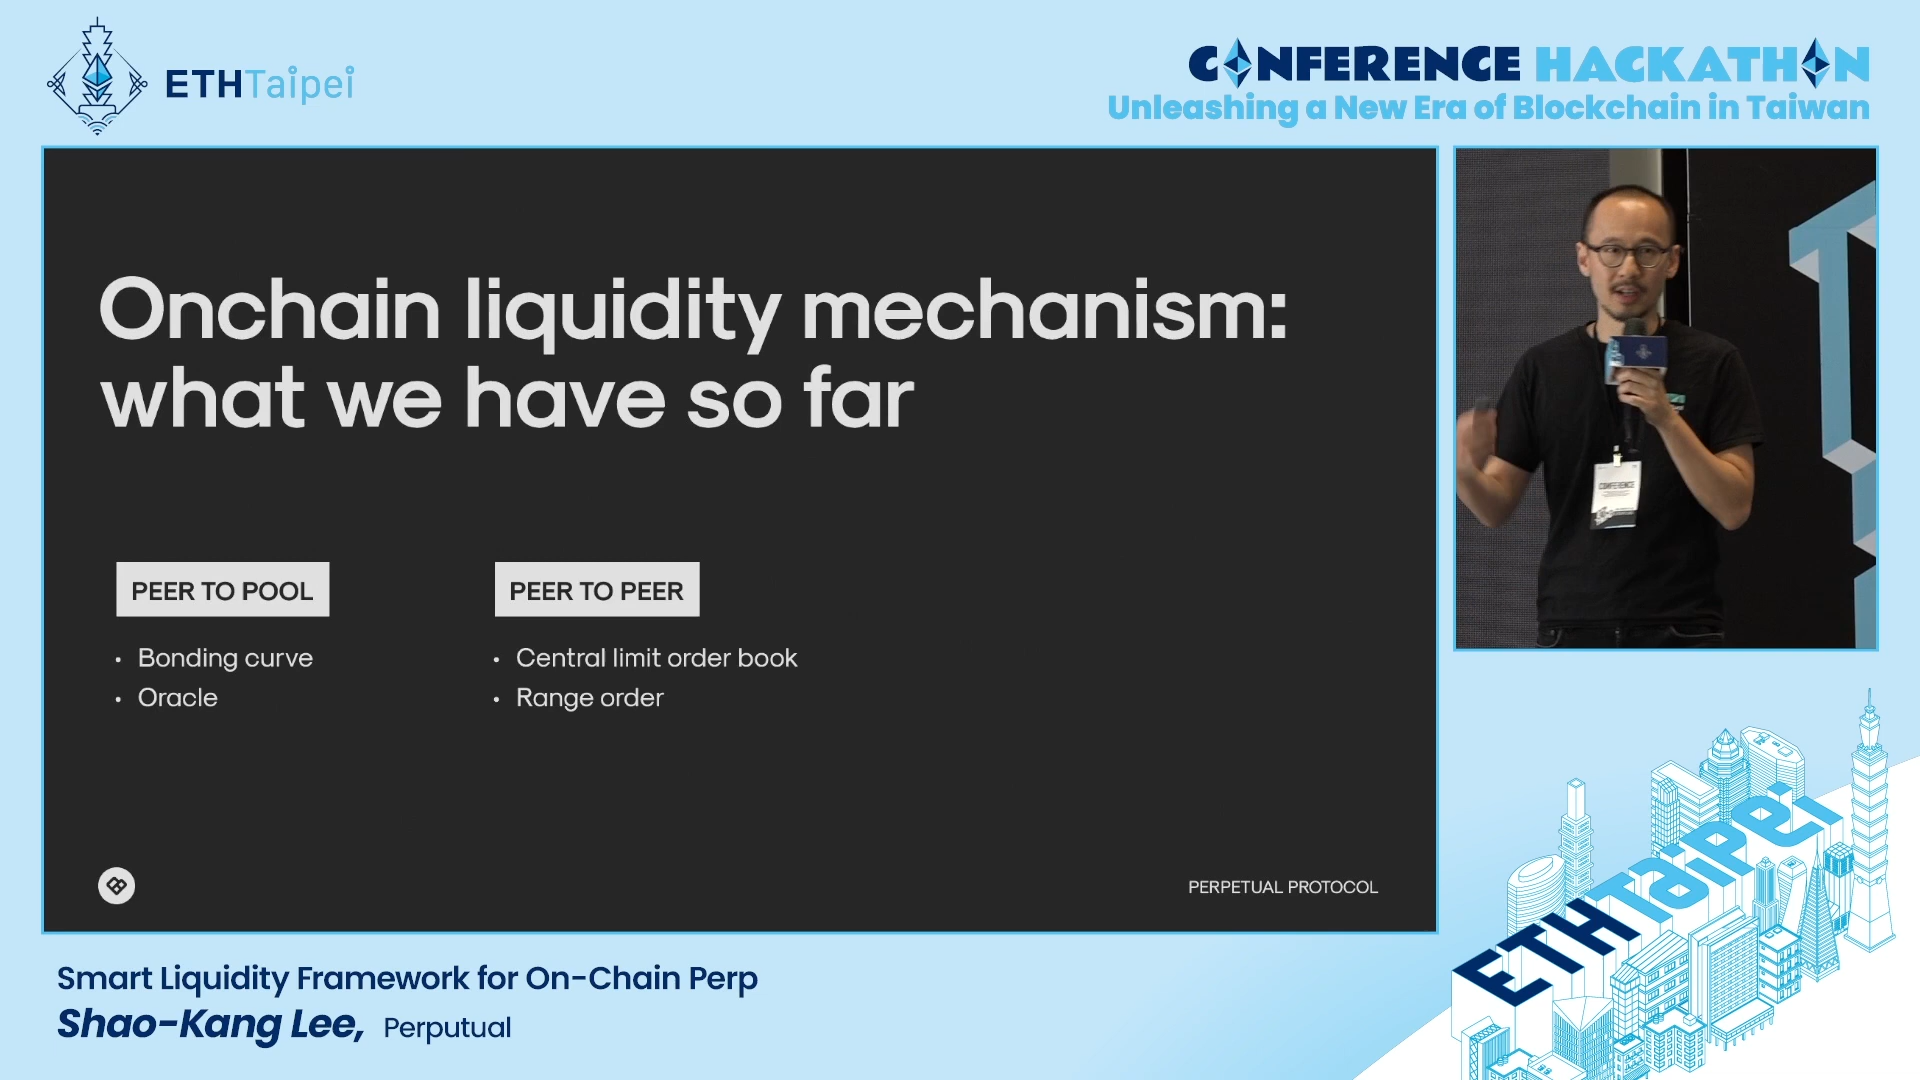 ETHTaipei
CONFERENCE HACKATHON
Unleashing a New Era of Blockchain in Taiwan
Onchain liquidity mechanism:
what we have so far
PEER TO POOL
• Bonding curve
• Oracle
PEER TO PEER
• Central limit order book
• Range order
PERPETUAL PROTOCOL
CONFERENCE
Smart Liquidity Framework for On-Chain Perp
Shao-Kang Lee, Perputual
ETHTaipei